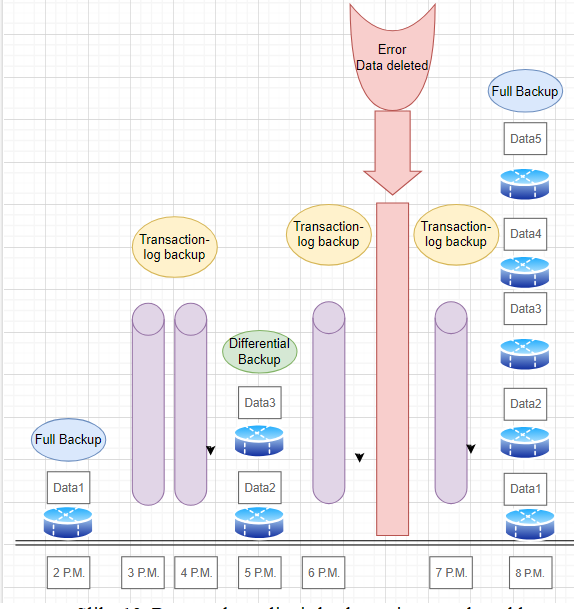 Error
Data deleted
Full Backup
Data5
Transaction-
log backup
Transaction-
log backup
Transaction-
log backup
Data4
Data3
Differential
Backup
Data3
Data2
Full Backup
Data1
Data2
Data1
2 P.M.
3 P.M.
4 P.M.
5 P.M.
6 P.M.
7 P.M.
8 P.M.